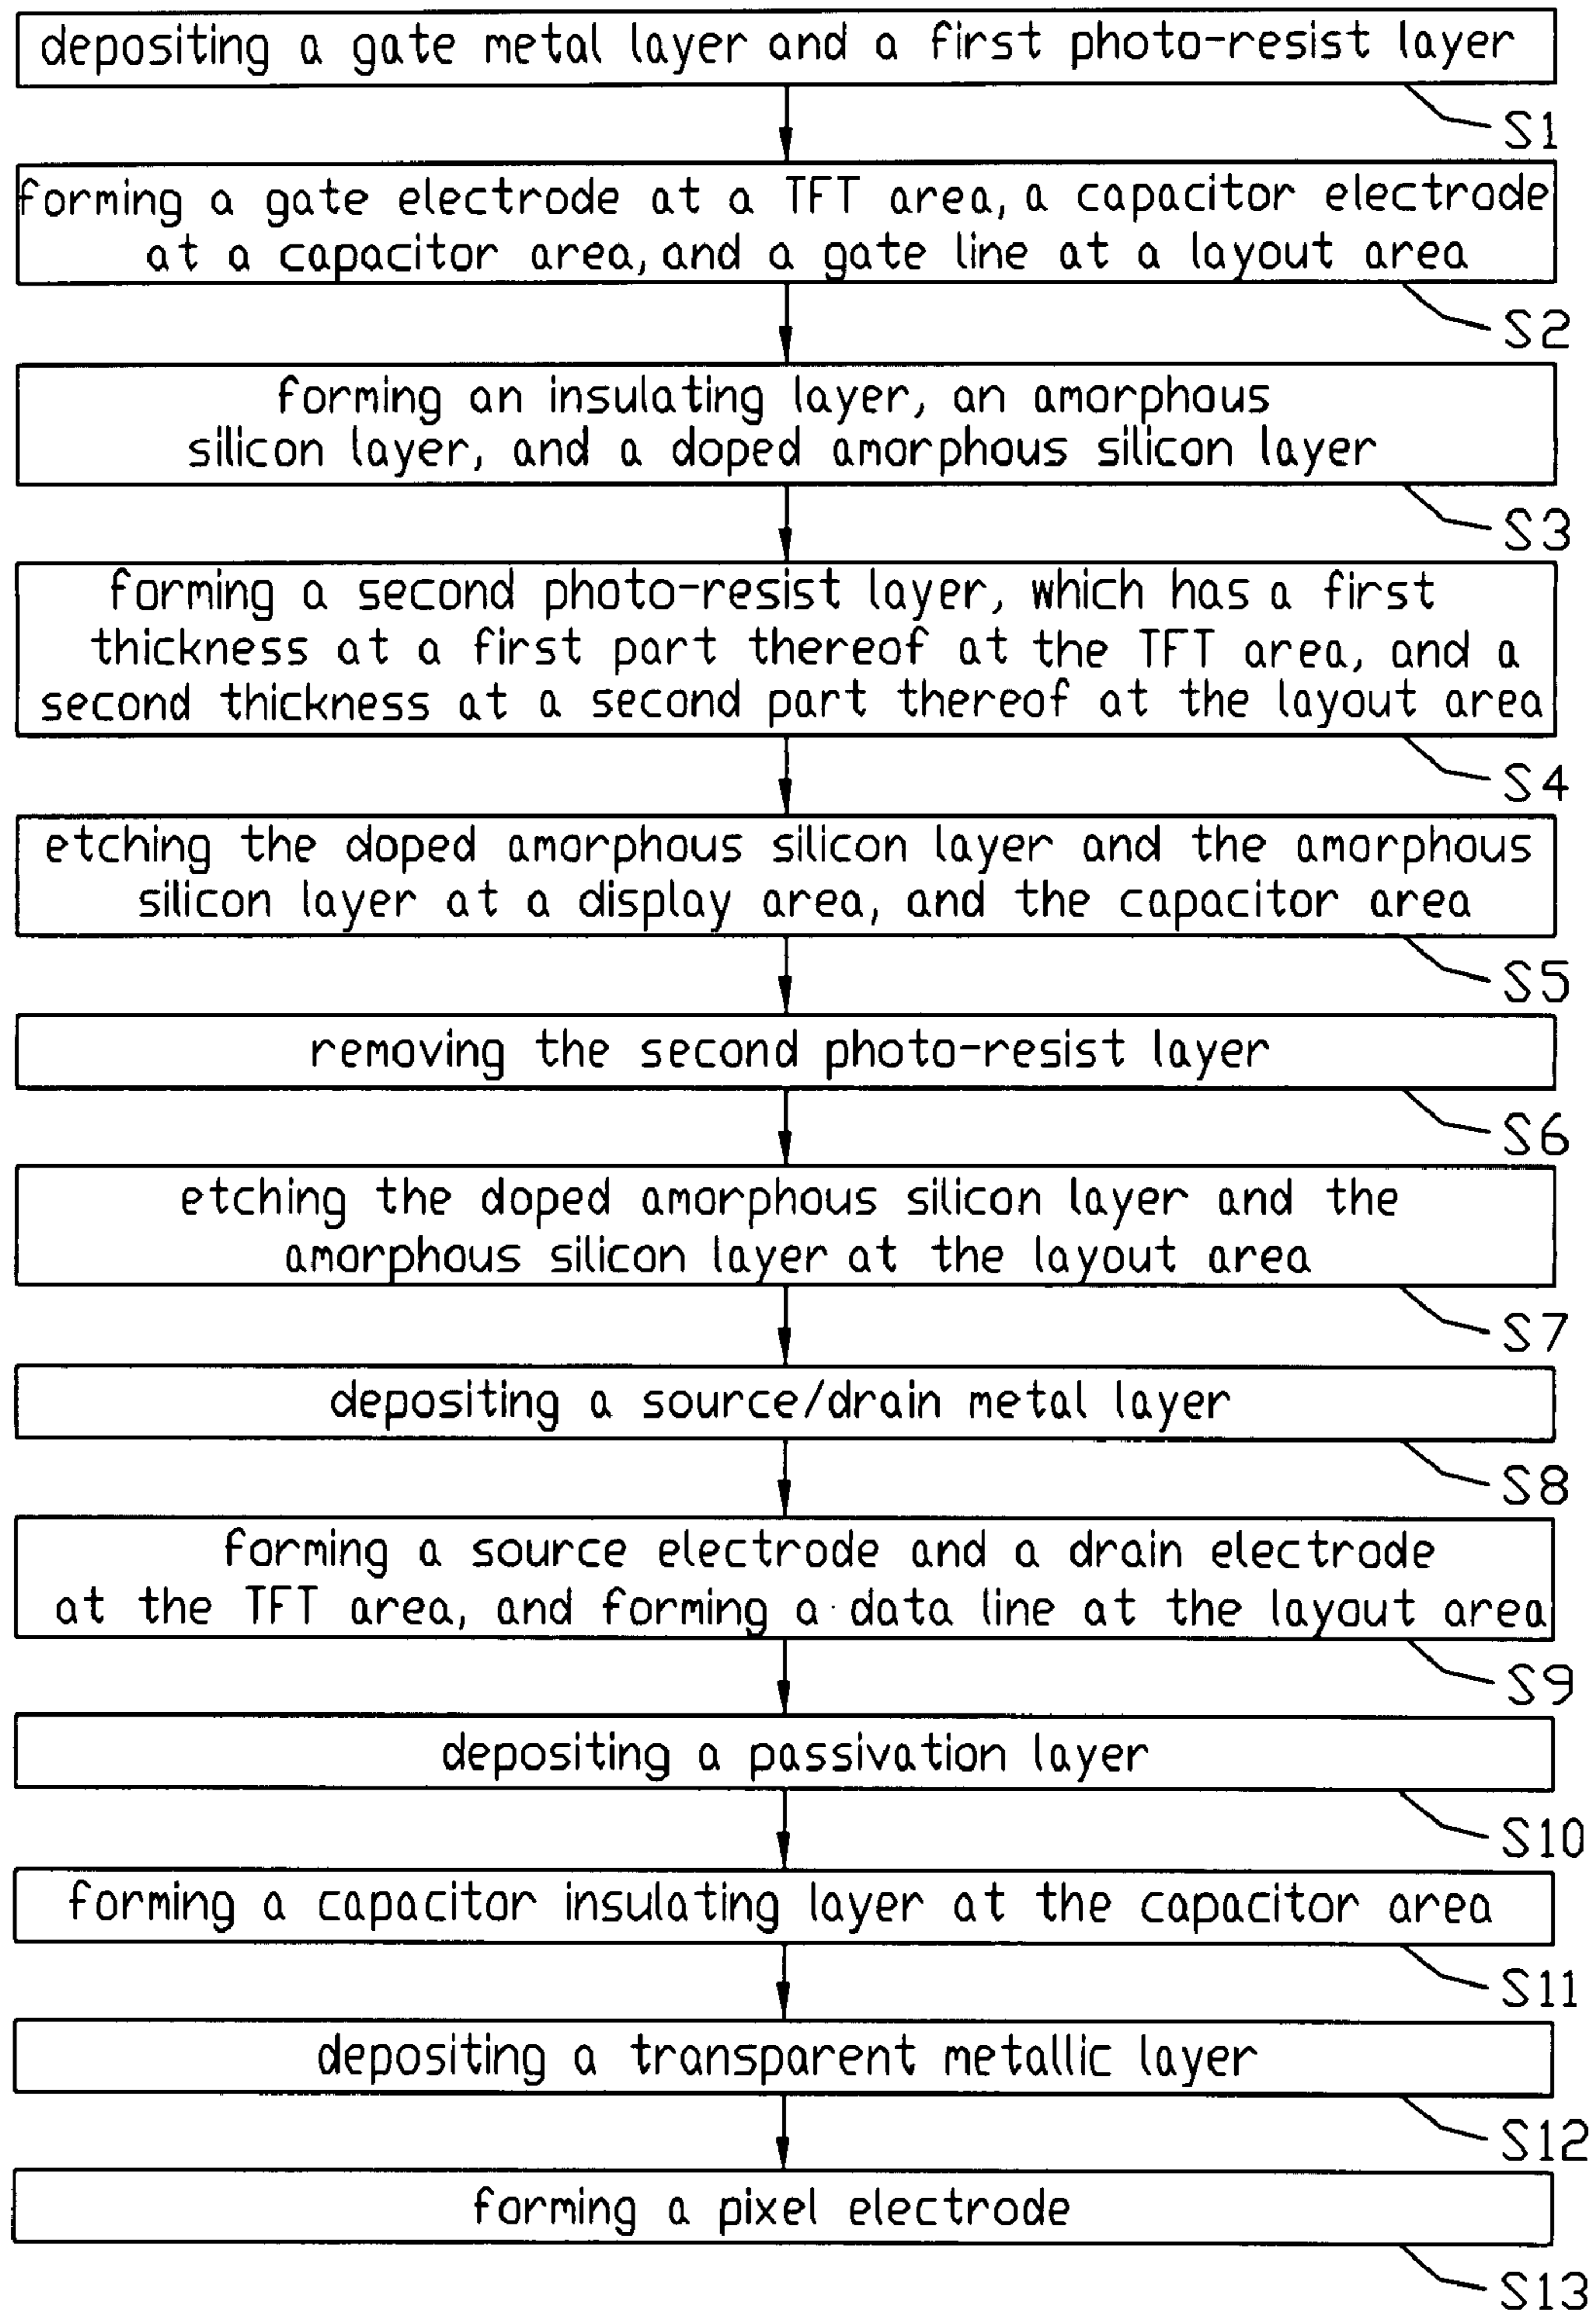 depositing a gate metal layer and a first photo-resist layer
S1
forming a gate electrode at a TFT area, a capacitor electrode
at a capacitor area, and a gate line at a layout area
S2
forming an insulating layer, an amorphous
silicon layer, and a doped amorphous silicon layer
S3
forming a second photo-resist layer, which has a first
thickness at a first part thereof at the TFT area, and a
second thickness at a second part thereof at the layout area
S4
etching the doped amorphous silicon layer and the amorphous
silicon layer at a display area, and the capacitor area
S5
removing the second photo-resist layer
S6
etching the doped amorphous silicon layer and the
amorphous silicon layer at the layout area
S7
depositing a source/drain metal layer
S8
forming a source electrode and a drain electrode
at the TFT area, and forming a data line at the layout area
S9
depositing a passivation layer
S10
forming a capacitor insulating layer at the capacitor area
S11
depositing a transparent metallic layer
S12
forming a pixel electrode
S13